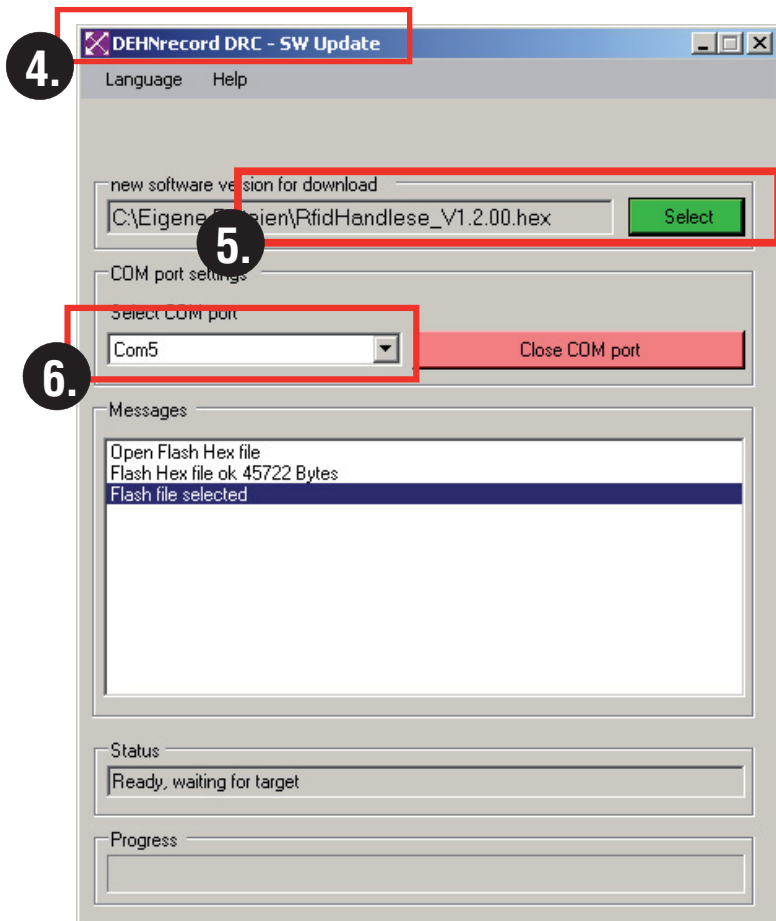 4.
DEHNrecord DRC - SW Update
Language Help
new software version for download
C:\Eigene Dateien\RfidHandlese_V1.2.00.hex Select
5.
COM port settings
Select COM port
6.
Com5 Close COM port
Messages
Open Flash Hex file
Flash Hex file ok 45722 Bytes
Flash file selected
Status
Ready, waiting for target
Progress